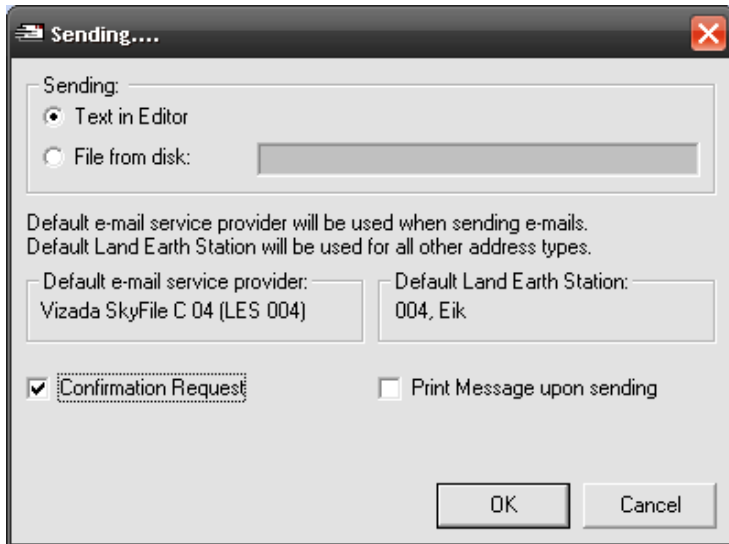 Sending....
Sending:
Text in Editor
File from disk:
Default e-mail service provider will be used when sending e-mails.
Default Land Earth Station will be used for all other address types.
Default e-mail service provider:
Vizada SkyFile C 04 (LES 004)
Default Land Earth Station:
004, Eik
Confirmation Request
Print Message upon sending
OK
Cancel